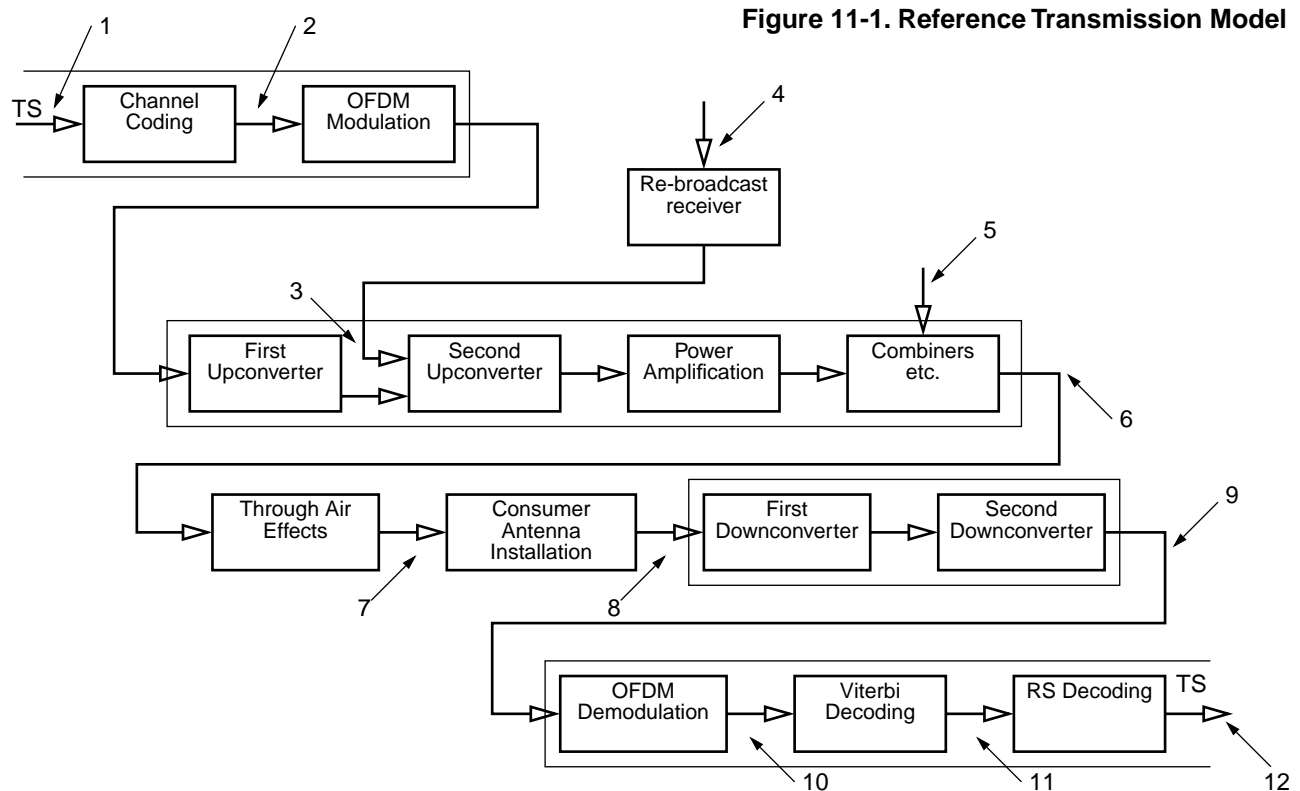 Figure 11-1. Reference Transmission Model
1
2
TS
Channel
Coding
OFDM
Modulation
4
Re-broadcast
receiver
5
3
First
Upconverter
Second
Upconverter
Power
Amplification
Combiners
etc.
6
Through Air
Effects
Consumer
Antenna
Installation
First
Downconverter
Second
Downconverter
9
7
8
OFDM
Demodulation
Viterbi
Decoding
RS Decoding
TS
10
11
12